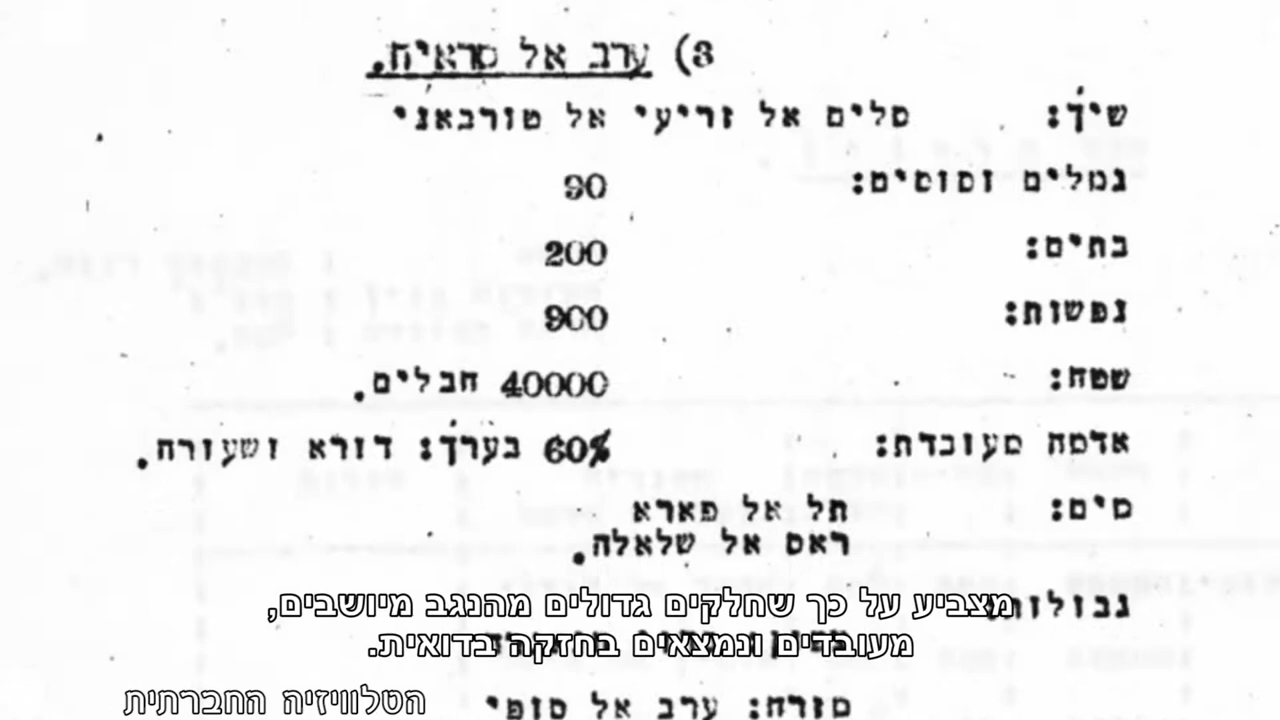 3) ערב אל סראיח.
שיך: סלים אל זריעי אל טורבאני
גמלים וסוסים: 90
בתים: 200
נפשות: 900
שטח: 40000 חבלים.
אדמה מעובדת: 60% בערך: דורא ושעורה.
מים: תל אל פארא
ראס אל שלאלה.
גבולות:
מצביע על כך שחלקים גדולים מהנגב מיושבים,
מעובדים ונמצאים בחזקה בדואית.
מזרח: ערב אל סופי
הטלוויזיה החברתית